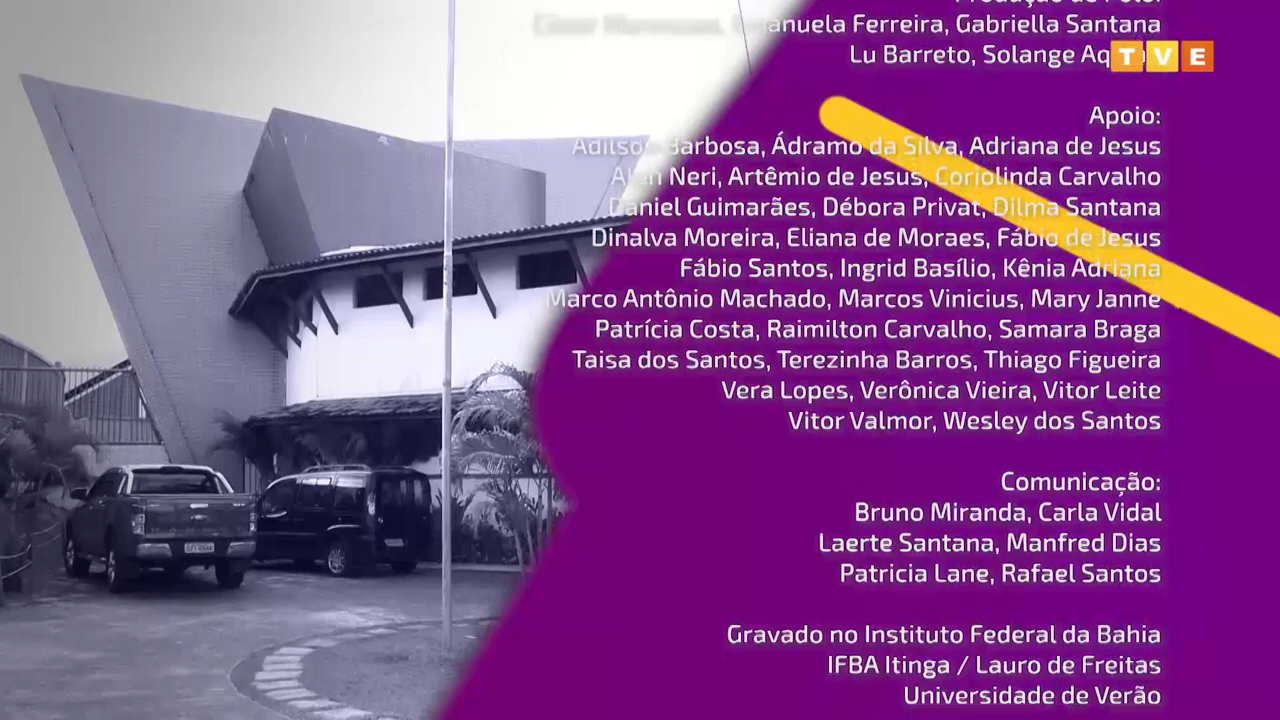 Produção de Polo:
Emanuela Ferreira, Gabriella Santana
Lu Barreto, Solange
TVE
Apoio:
Adilson Barbosa, Ádramo da Silva, Adriana de Jesus
Neri, Artêmio de Jesus, Coriolinda Carvalho
Daniel Guimarães, Débora Privat, Dilma Santana
Dinalva Moreira, Eliana de Moraes, Fábio de Jesus
Fábio Santos, Ingrid Basílio, Kênia Adriana
Marco Antônio Machado, Marcos Vinicius, Mary Janne
Patrícia Costa, Raimilton Carvalho, Samara Braga
Taisa dos Santos, Terezinha Barros, Thiago Figueira
Vera Lopes, Verônica Vieira, Vitor Leite
Vitor Valmor, Wesley dos Santos
Comunicação:
Bruno Miranda, Carla Vidal
Laerte Santana, Manfred Dias
Patricia Lane, Rafael Santos
Gravado no Instituto Federal da Bahia
IFBA Itinga / Lauro de Freitas
Universidade de Verão